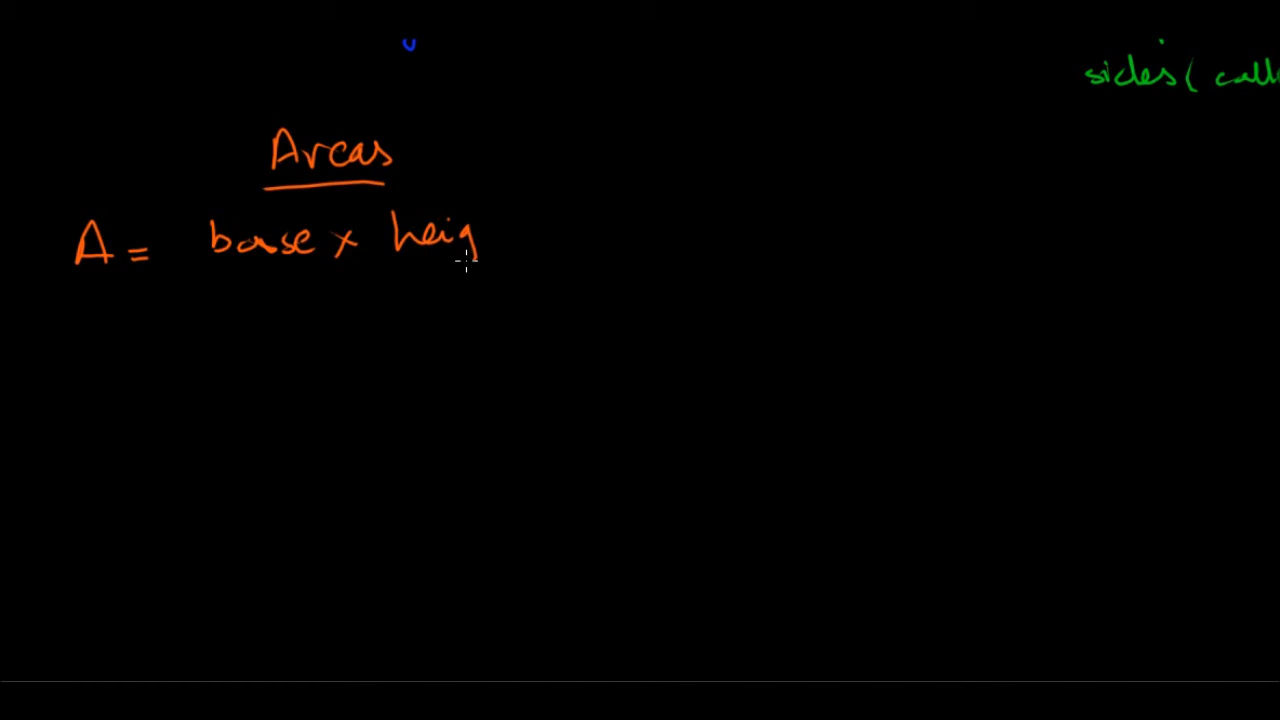 sides( call
Areas
A = base × heig